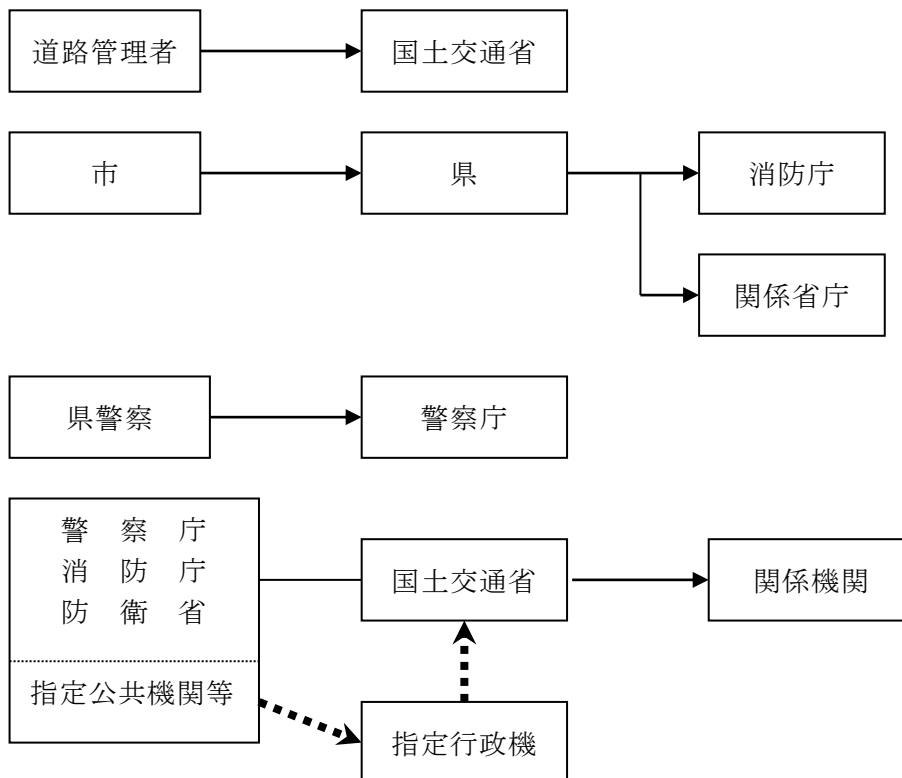 道路管理者
国土交通省
市
県
消防庁
関係省庁
県警察
警察庁
警察庁
消防庁
防衛省
国土交通省
関係機関
指定公共機関等
指定行政機